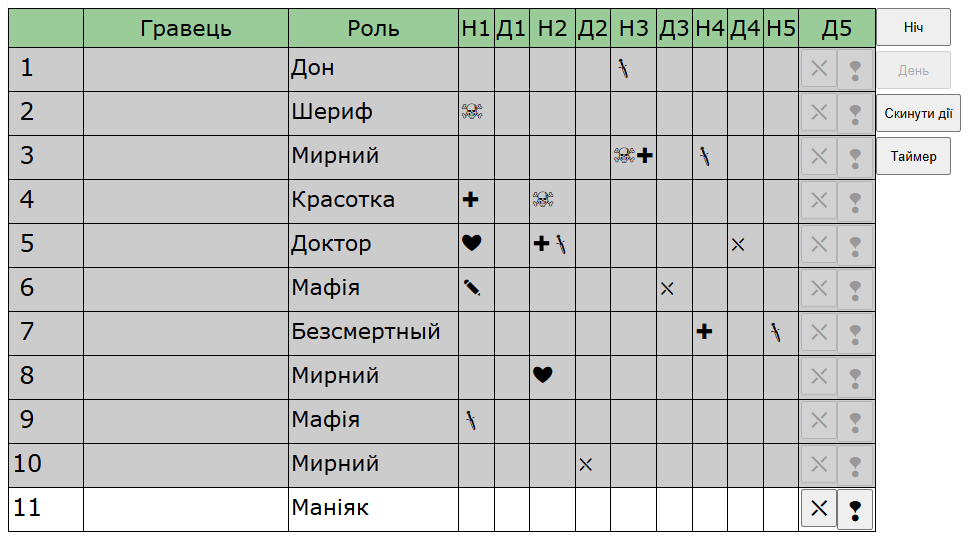 Гравець Роль Н1 Д1 Н2 Д2 Н3 Д3 Н4 Д4 Н5 Д5 Ніч
1 Дон День
2 Шериф Скинути дії
3 Мирний Таймер
4 Красотка
5 Доктор
6 Мафія
7 Безсмертный
8 Мирний
9 Мафія
10 Мирний
11 Маніяк